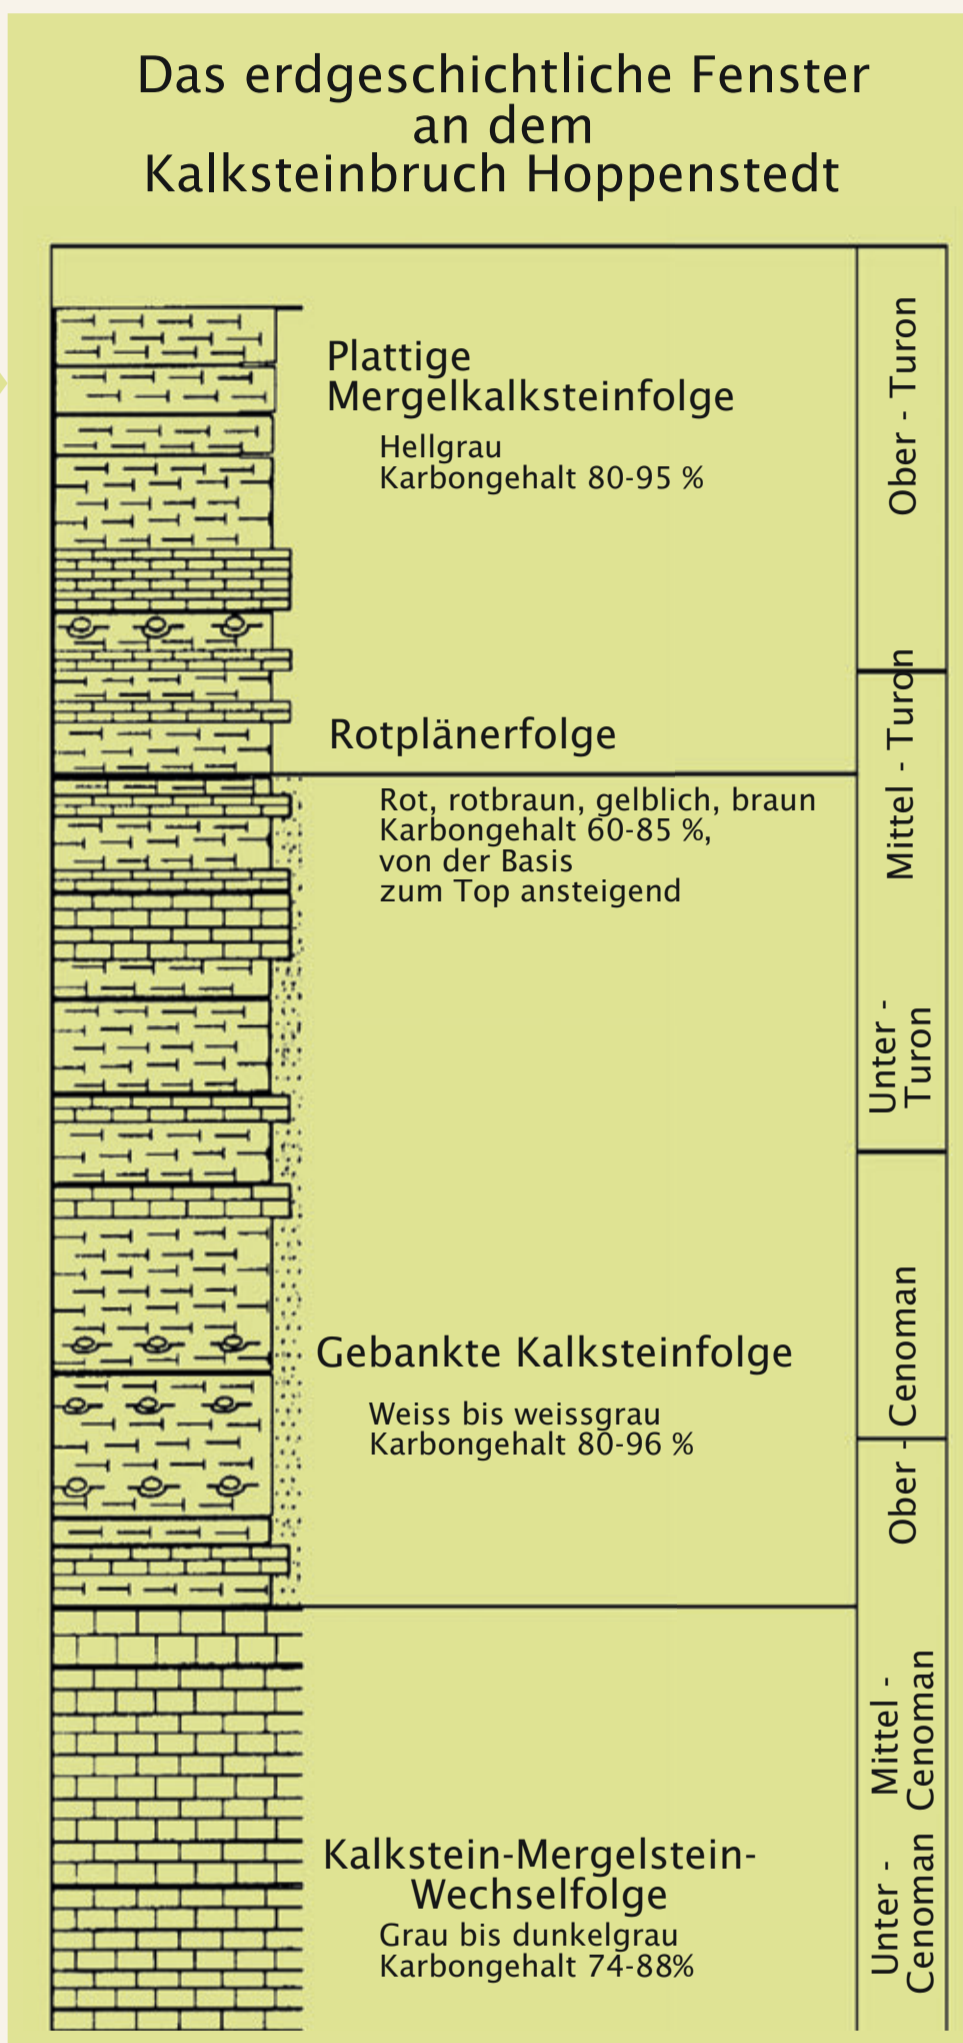 Das erdgeschichtliche Fenster
an dem
Kalksteinbruch Hoppenstedt
Plattige
Mergelkalksteinfolge
Hellgrau
Karbongehalt 80-95 %
Rotplänerfolge
Rot, rotbraun, gelblich, braun
Karbongehalt 60-85 %,
von der Basis
zum Top ansteigend
Gebankte Kalksteinfolge
Weiss bis weissgrau
Karbongehalt 80-96 %
Kalkstein-Mergelstein-
Wechselfolge
Grau bis dunkelgrau
Karbongehalt 74-88%
Ober - Turon
Mittel - Turon
Unter -
Turon
Ober - Cenoman
Mittel -
Cenoman
Unter -
Cenoman